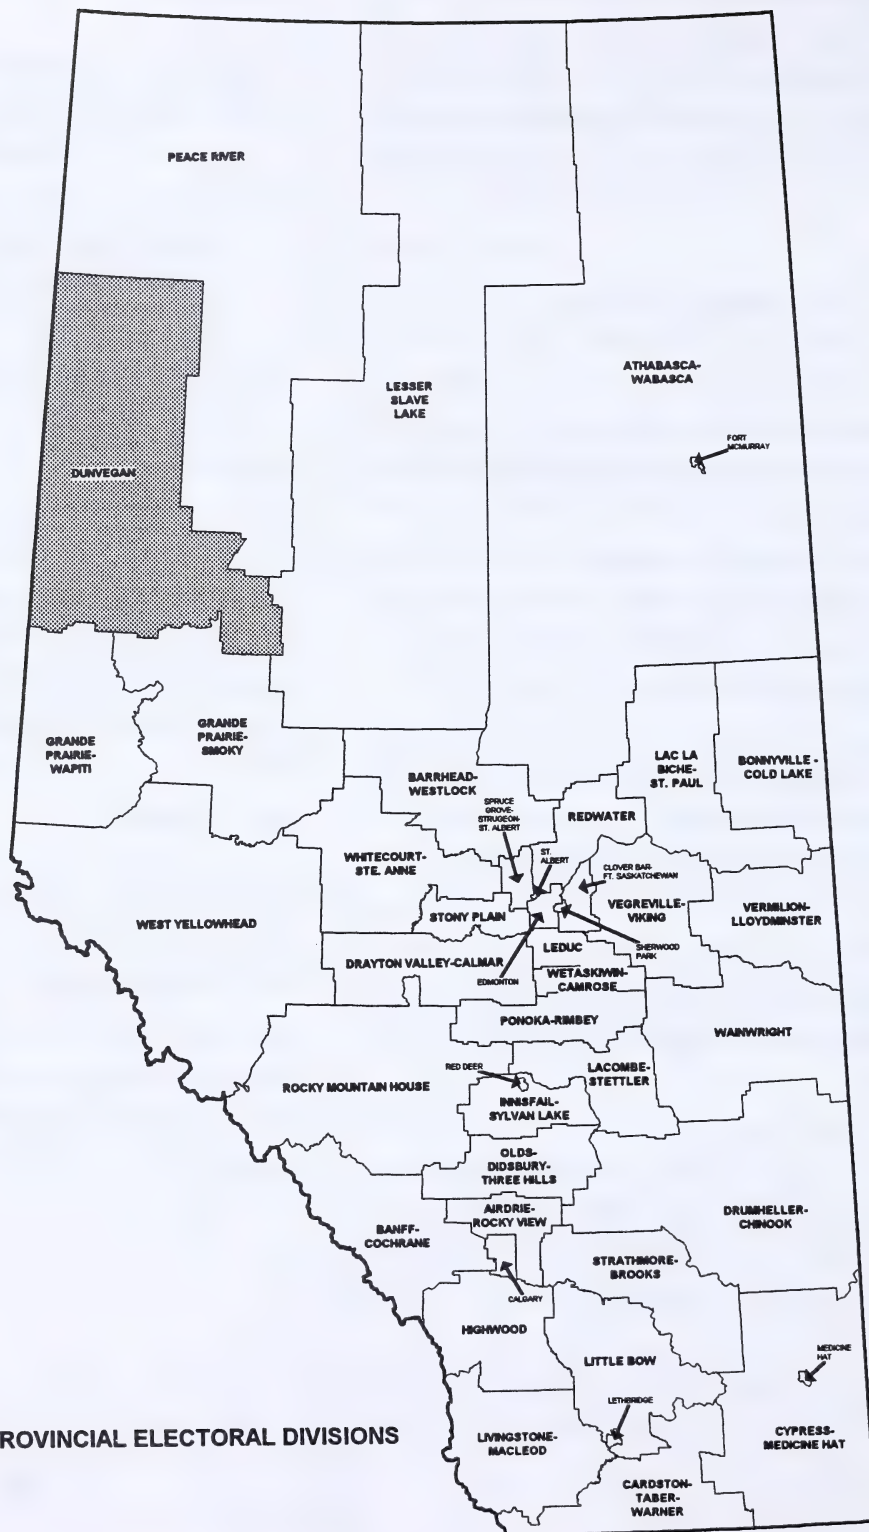 PEACE RIVER
ATHABASCA-
WABASCA
LESSER
SLAVE
LAKE
FORT
MCMURRAY
DUNVEGAN
GRANDE
PRAIRIE-
SMOKY
GRANDE
PRAIRIE-
WAPITI
LAC LA
BICHE-
ST. PAUL
BONNYVILLE -
COLD LAKE
BARRHEAD-
WESTLOCK
SPRUCE
GROVE-
STRUGEON-
ST. ALBERT
REDWATER
WHITECOURT-
STE. ANNE
ST.
ALBERT
CLOVER BAR-
FT. SASKATCHEWAN
VEGREVILLE-
VIKING
VERMILION-
LLOYDMINSTER
WEST YELLOWHEAD
STONY PLAIN
LEDUC
SHERWOOD
PARK
DRAYTON VALLEY-CALMAR
EDMONTON
WETASKIWIN-
CAMROSE
PONOKA-RIMBEY
WAINWRIGHT
RED DEER
LACOMBE-
STETTLER
ROCKY MOUNTAIN HOUSE
INNISFAIL-
SYLVAN LAKE
OLDS-
DIDSBURY-
THREE HILLS
AIRDRIE-
ROCKY VIEW
DRUMHELLER-
CHINOOK
BANFF-
COCHRANE
STRATHMORE-
BROOKS
CALGARY
HIGHWOOD
LITTLE BOW
MEDICINE
HAT
LETHBRIDGE
CYPRESS-
MEDICINE HAT
LIVINGSTONE-
MACLEOD
CARDSTON-
TABER-
WARNER
ROVINCIAL ELECTORAL DIVISIONS